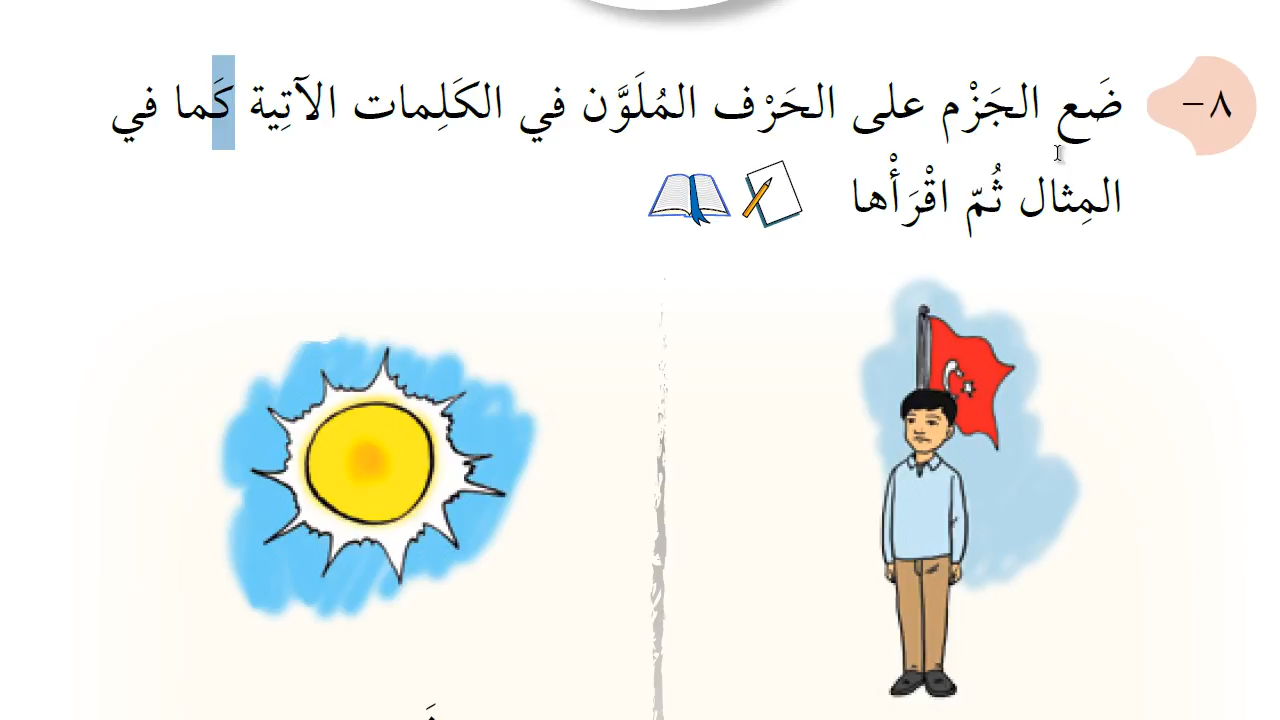 ٨- ضَع الجَزْم على الحَرْف المُلَوَّن في الكَلِمات الآتِية كَما في
المِثال ثُمّ اقْرَأْها